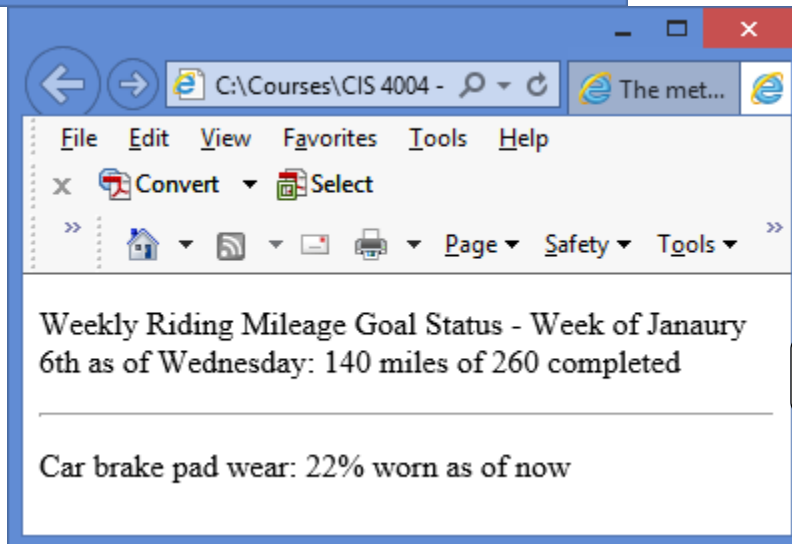 C:\Courses\CIS 4004 -
The met...
File Edit View Favorites Tools Help
x Convert Select
» Page Safety Tools »
Weekly Riding Mileage Goal Status - Week of Janaury
6th as of Wednesday: 140 miles of 260 completed
Car brake pad wear: 22% worn as of now